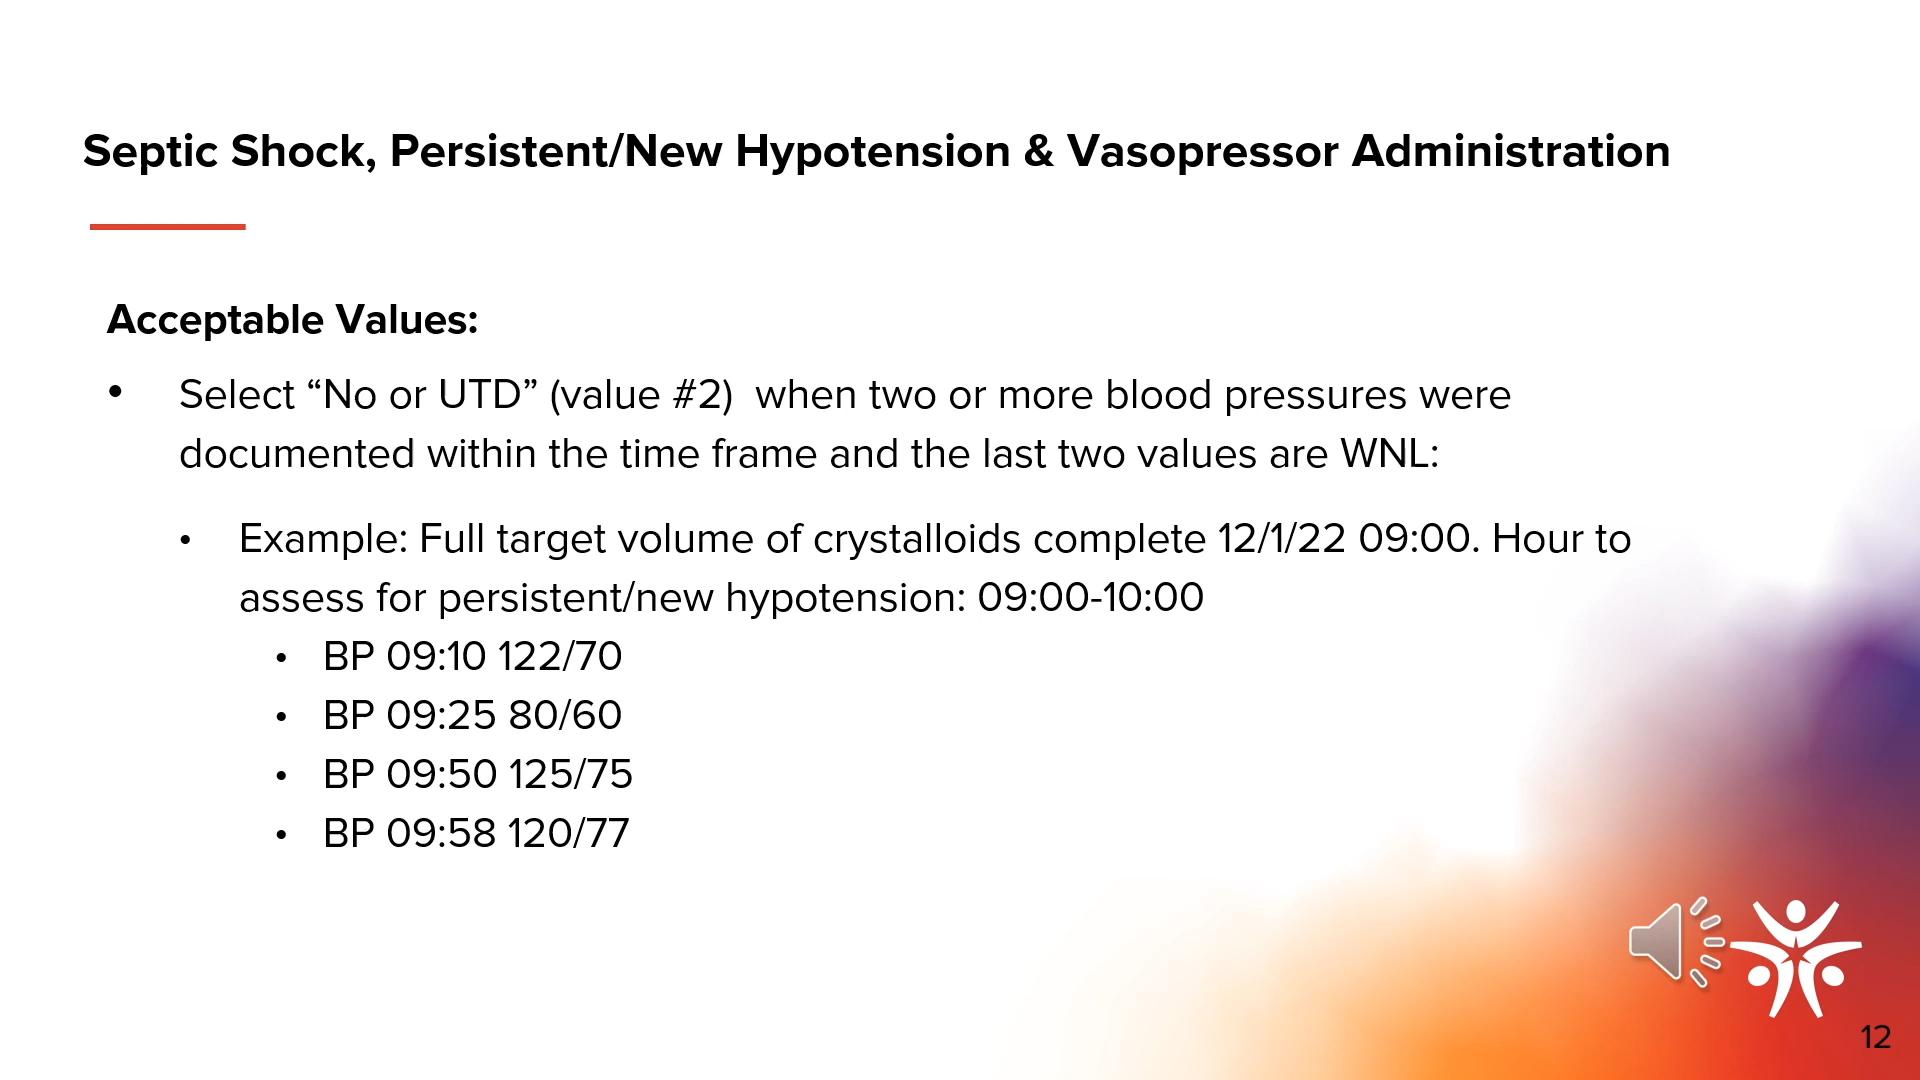 Septic Shock, Persistent/New Hypotension & Vasopressor Administration
Acceptable Values:
• Select “No or UTD” (value #2)  when two or more blood pressures were
documented within the time frame and the last two values are WNL:
• Example: Full target volume of crystalloids complete 12/1/22 09:00. Hour to
assess for persistent/new hypotension: 09:00-10:00
• BP 09:10 122/70
• BP 09:25 80/60
• BP 09:50 125/75
• BP 09:58 120/77
12